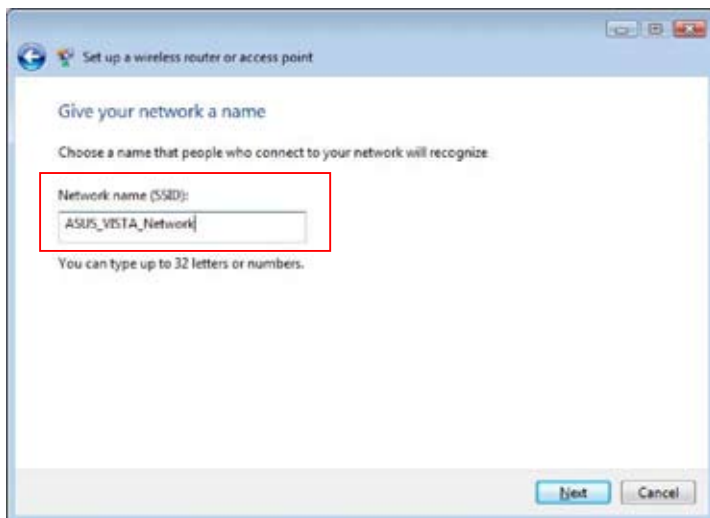 Set up a wireless router or access point
Give your network a name
Choose a name that people who connect to your network will recognize
Network name (SSID):
ASUS_VISTA_Network
You can type up to 32 letters or numbers.
Next Cancel